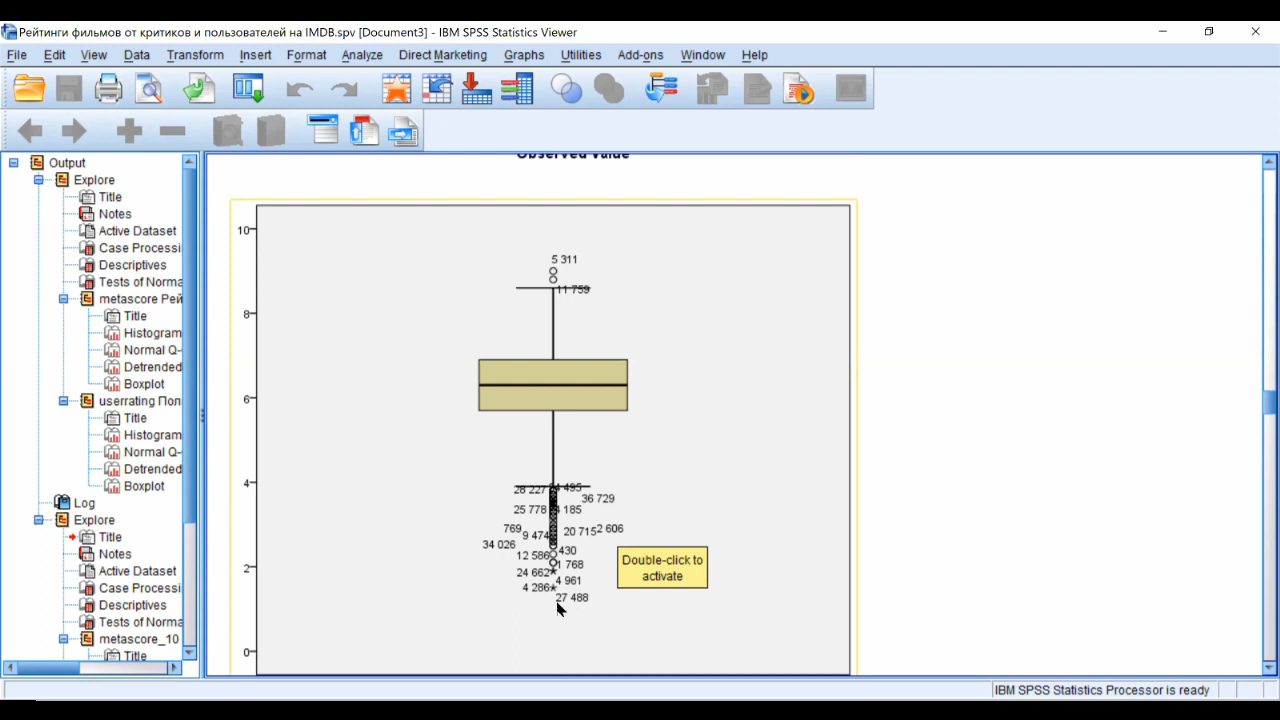 Рейтинги фильмов от критиков и пользователей на IMDB.spv [Document3] - IBM SPSS Statistics Viewer
File Edit View Data Transform Insert Format Analyze Direct Marketing Graphs Utilities Add-ons Window Help
Output
Explore
Title
Notes
Active Dataset
Case Processi
Descriptives
Tests of Norma
metascore Рей
Title
Histogram
Normal Q-
Detrended
Boxplot
userrating Пол
Title
Histogram
Normal Q-
Detrended
Boxplot
Log
Explore
Title
Notes
Active Dataset
Case Processi
Descriptives
Tests of Norma
metascore_10
Title
Observed Value
10
8
6
4
2
0
5 311
11 759
28 227
36 729
25 778
769
9 474
20 715
2 606
34 026
12 586
430
1 768
24 662
4 961
4 286
27 488
Double-click to
activate
IBM SPSS Statistics Processor is ready